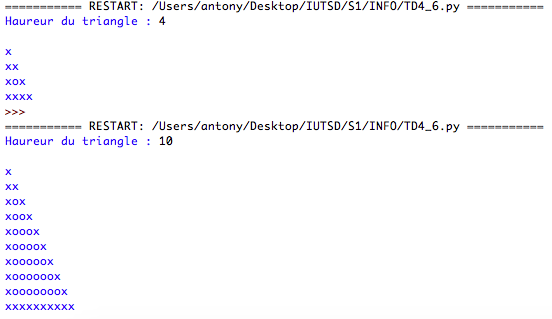 =========== RESTART: /Users/antony/Desktop/IUTSD/S1/INFO/TD4_6.py ===========
Haureur du triangle : 4
x
xx
xox
xxxx
>>>
=========== RESTART: /Users/antony/Desktop/IUTSD/S1/INFO/TD4_6.py ===========
Haureur du triangle : 10
x
xx
xox
xoox
xooox
xoooox
xooooox
xoooooox
xooooooox
xxxxxxxxxx